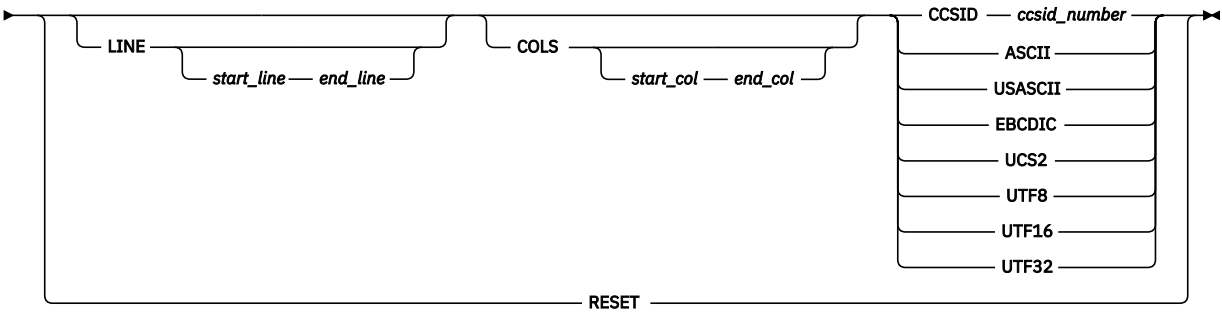 LINE
start_line end_line
COLS
start_col end_col
CCSID ccsid_number
ASCII
USASCII
EBCDIC
UCS2
UTF8
UTF16
UTF32
RESET